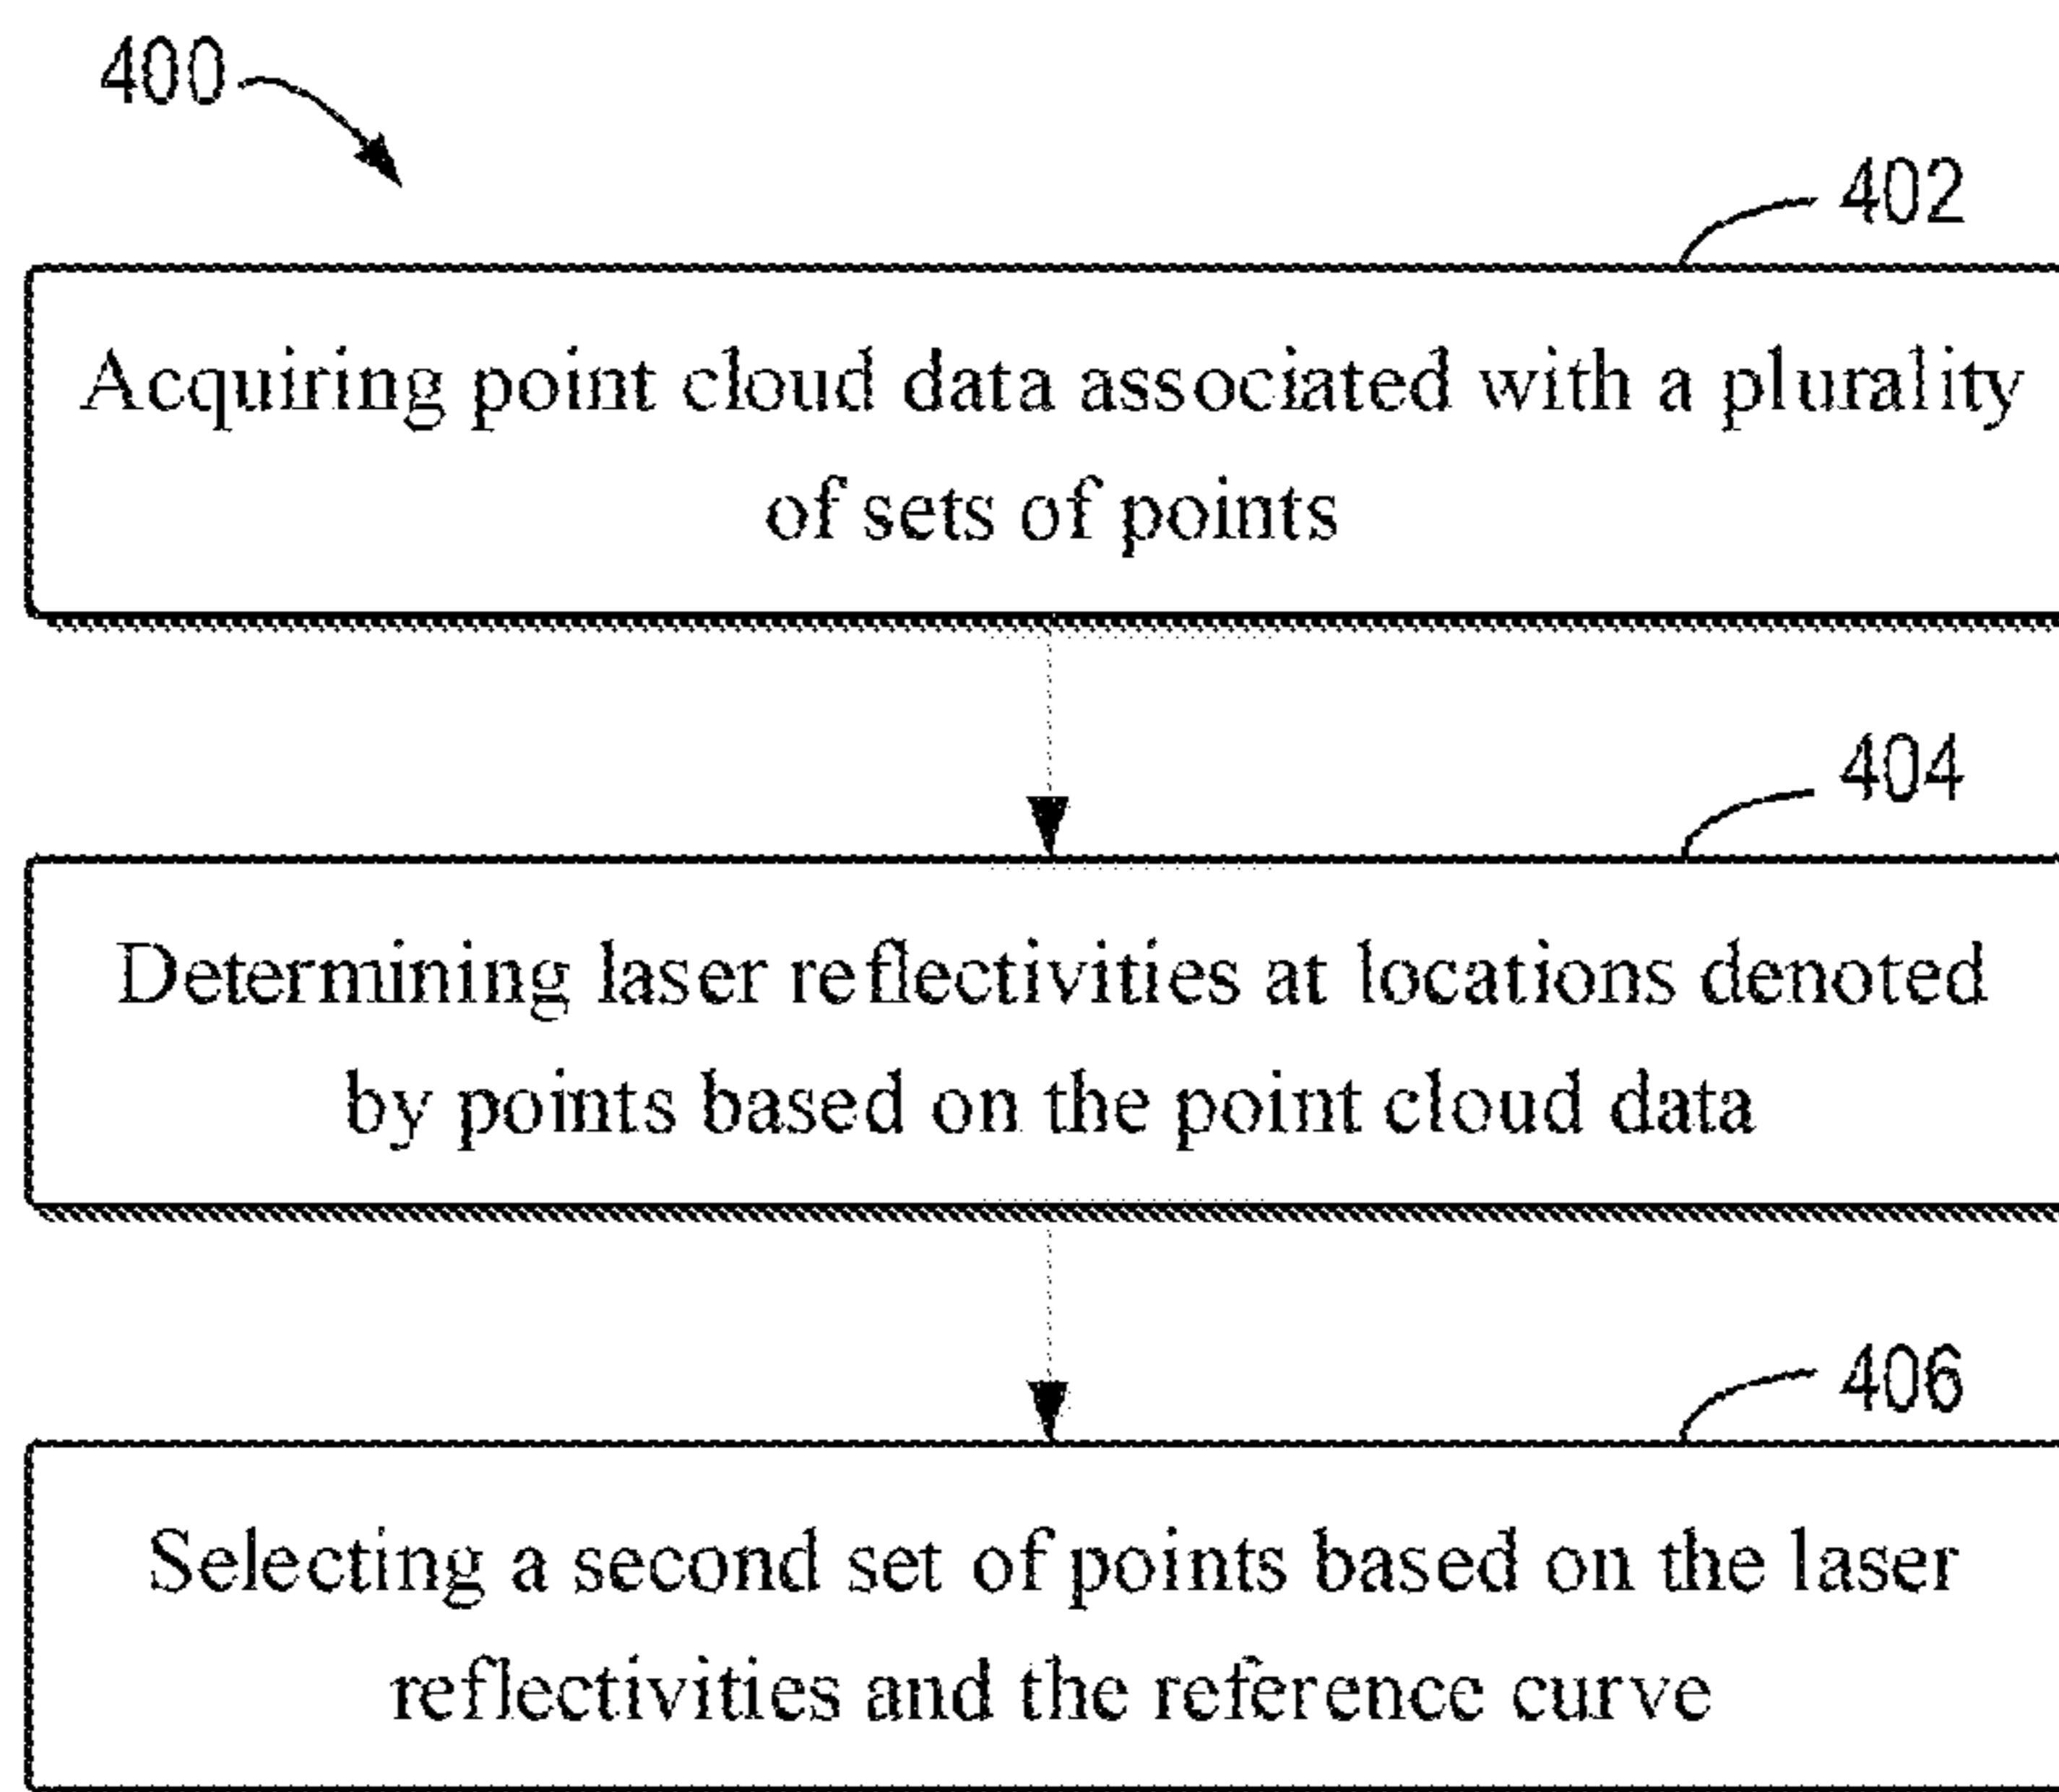 400
402
Acquiring point cloud data associated with a plurality
of sets of points
404
Determining laser reflectivities at locations denoted
by points based on the point cloud data
406
Selecting a second set of points based on the laser
reflectivities and the reference curve